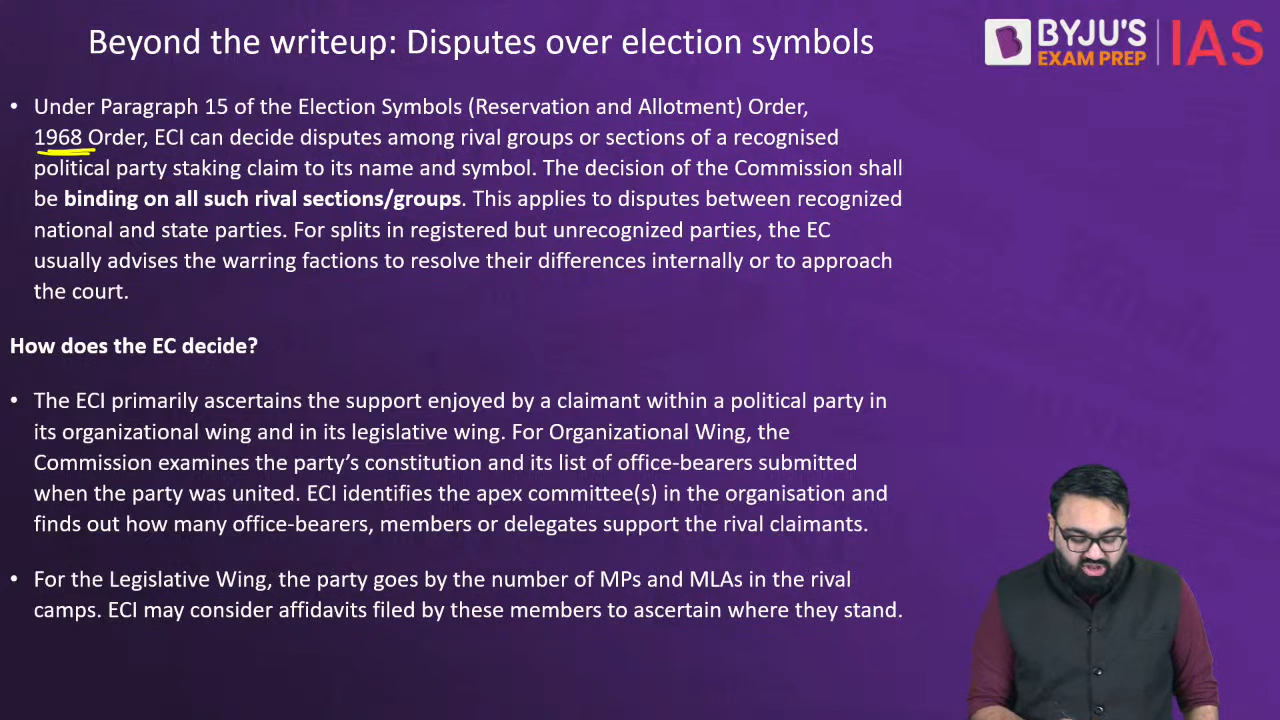 Beyond the writeup: Disputes over election symbols
BYJU'S
EXAM PREP
IAS
• Under Paragraph 15 of the Election Symbols (Reservation and Allotment) Order,
1968 Order, ECI can decide disputes among rival groups or sections of a recognised
political party staking claim to its name and symbol. The decision of the Commission shall
be binding on all such rival sections/groups. This applies to disputes between recognized
national and state parties. For splits in registered but unrecognized parties, the EC
usually advises the warring factions to resolve their differences internally or to approach
the court.
How does the EC decide?
• The ECI primarily ascertains the support enjoyed by a claimant within a political party in
its organizational wing and in its legislative wing. For Organizational Wing, the
Commission examines the party's constitution and its list of office-bearers submitted
when the party was united. ECI identifies the apex committee(s) in the organisation and
finds out how many office-bearers, members or delegates support the rival claimants.
• For the Legislative Wing, the party goes by the number of MPs and MLAs in the rival
camps. ECI may consider affidavits filed by these members to ascertain where they stand.